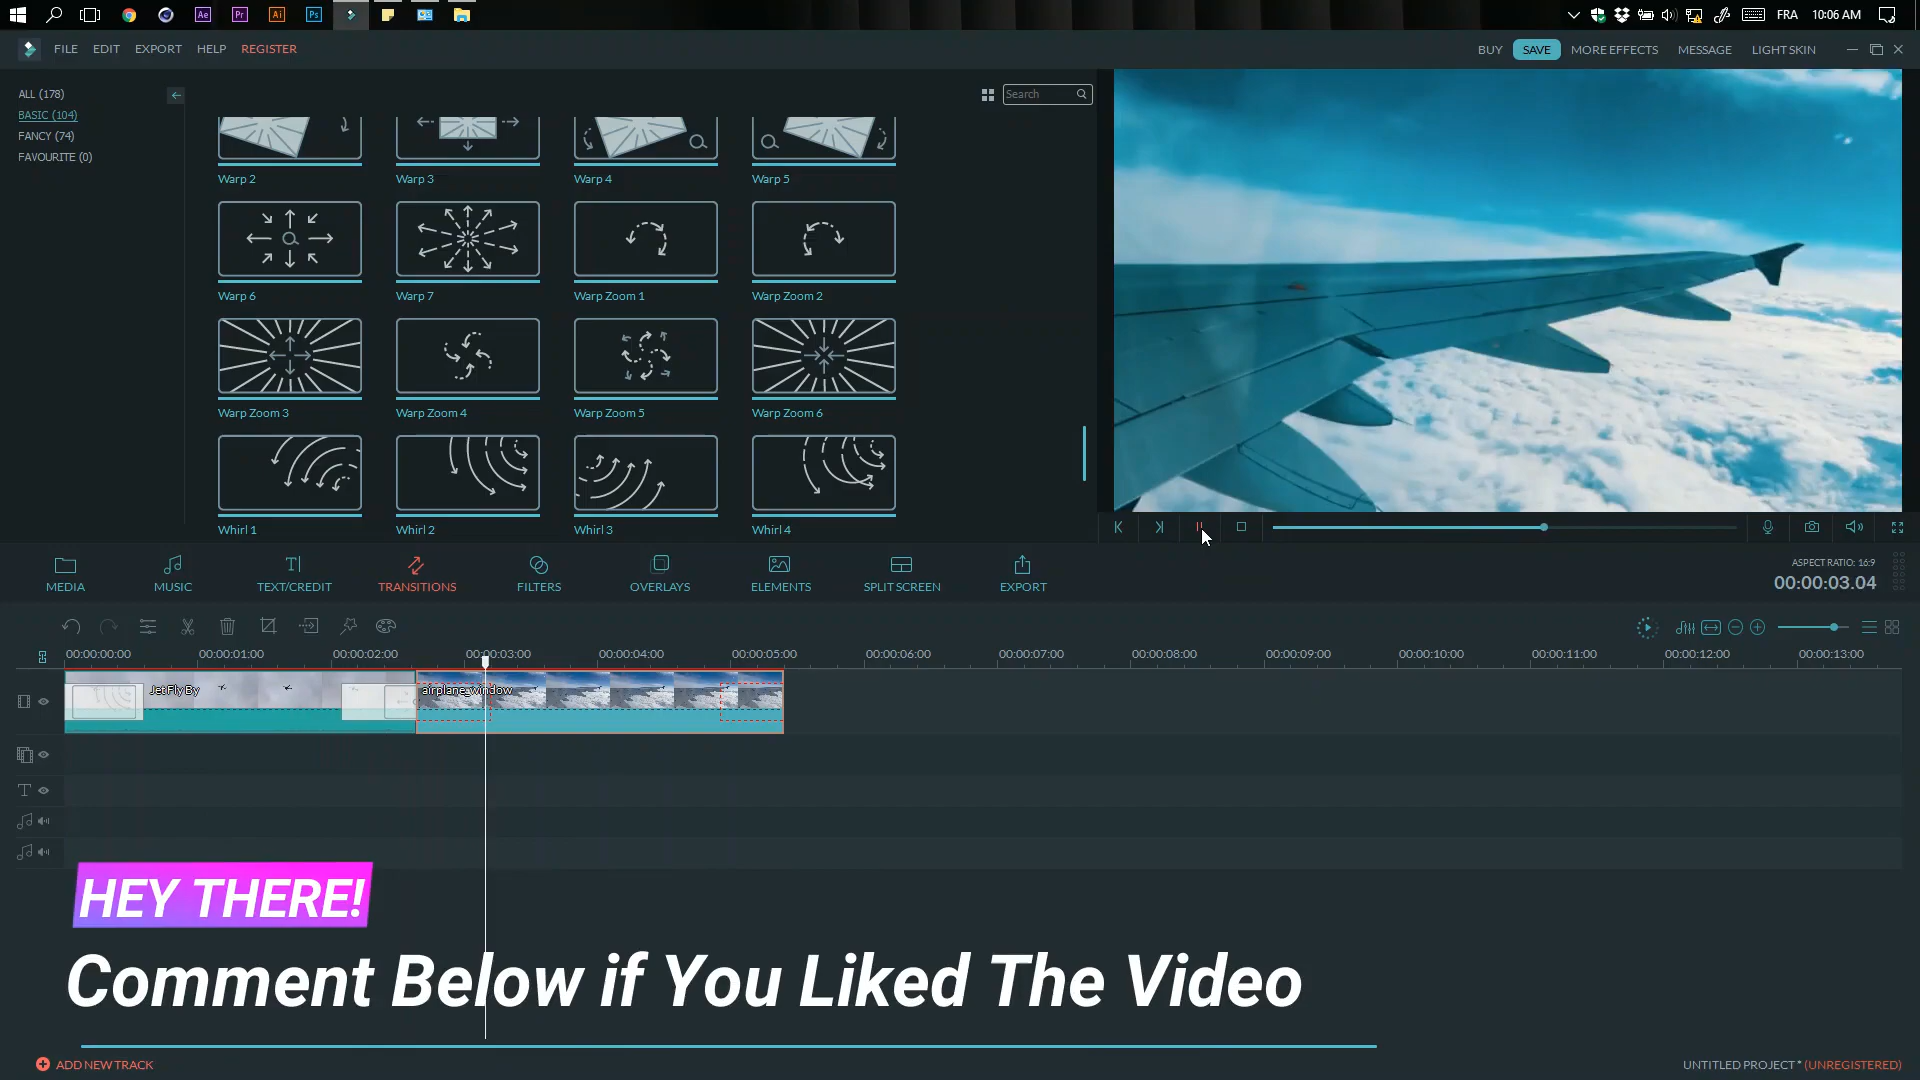 Ae
Pr
Ai
Ps
FRA
10:06 AM
FILE
EDIT
EXPORT
HELP
REGISTER
BUY
SAVE
MORE EFFECTS
MESSAGE
LIGHT SKIN
ALL (178)
BASIC (104)
FANCY (74)
FAVOURITE (0)
Search
Warp 2
Warp 3
Warp 4
Warp 5
Warp 6
Warp 7
Warp Zoom 1
Warp Zoom 2
Warp Zoom 3
Warp Zoom 4
Warp Zoom 5
Warp Zoom 6
Whirl 1
Whirl 2
Whirl 3
Whirl 4
MEDIA
MUSIC
TEXT/CREDIT
TRANSITIONS
FILTERS
OVERLAYS
ELEMENTS
SPLIT SCREEN
EXPORT
ASPECT RATIO: 16:9
00:00:03.04
00:00:00:00
00:00:01:00
00:00:02:00
00:00:03:00
00:00:04:00
00:00:05:00
00:00:06:00
00:00:07:00
00:00:08:00
00:00:09:00
00:00:10:00
00:00:11:00
00:00:12:00
00:00:13:00
Jet Fly By
airplane_window
HEY THERE!
Comment Below if You Liked The Video
ADD NEW TRACK
UNTITLED PROJECT * (UNREGISTERED)